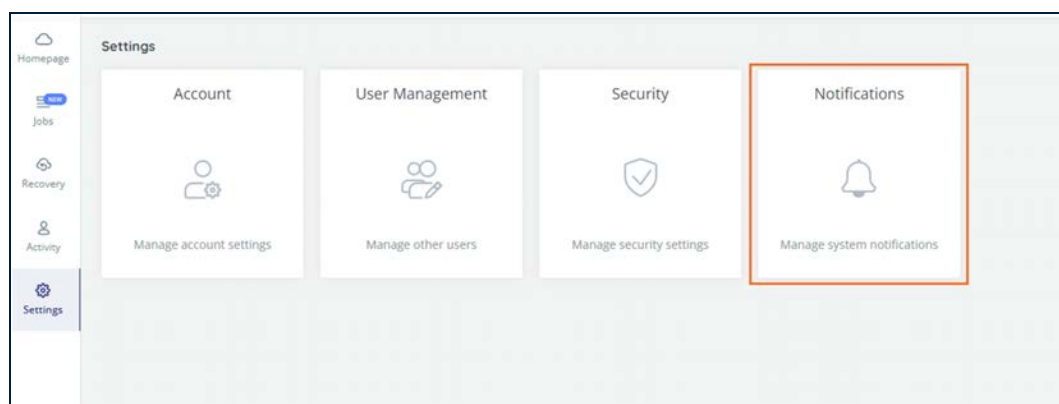 Homepage
NEW
Jobs
Recovery
Activity
Settings
Settings
Account
Manage account settings
User Management
Manage other users
Security
Manage security settings
Notifications
Manage system notifications